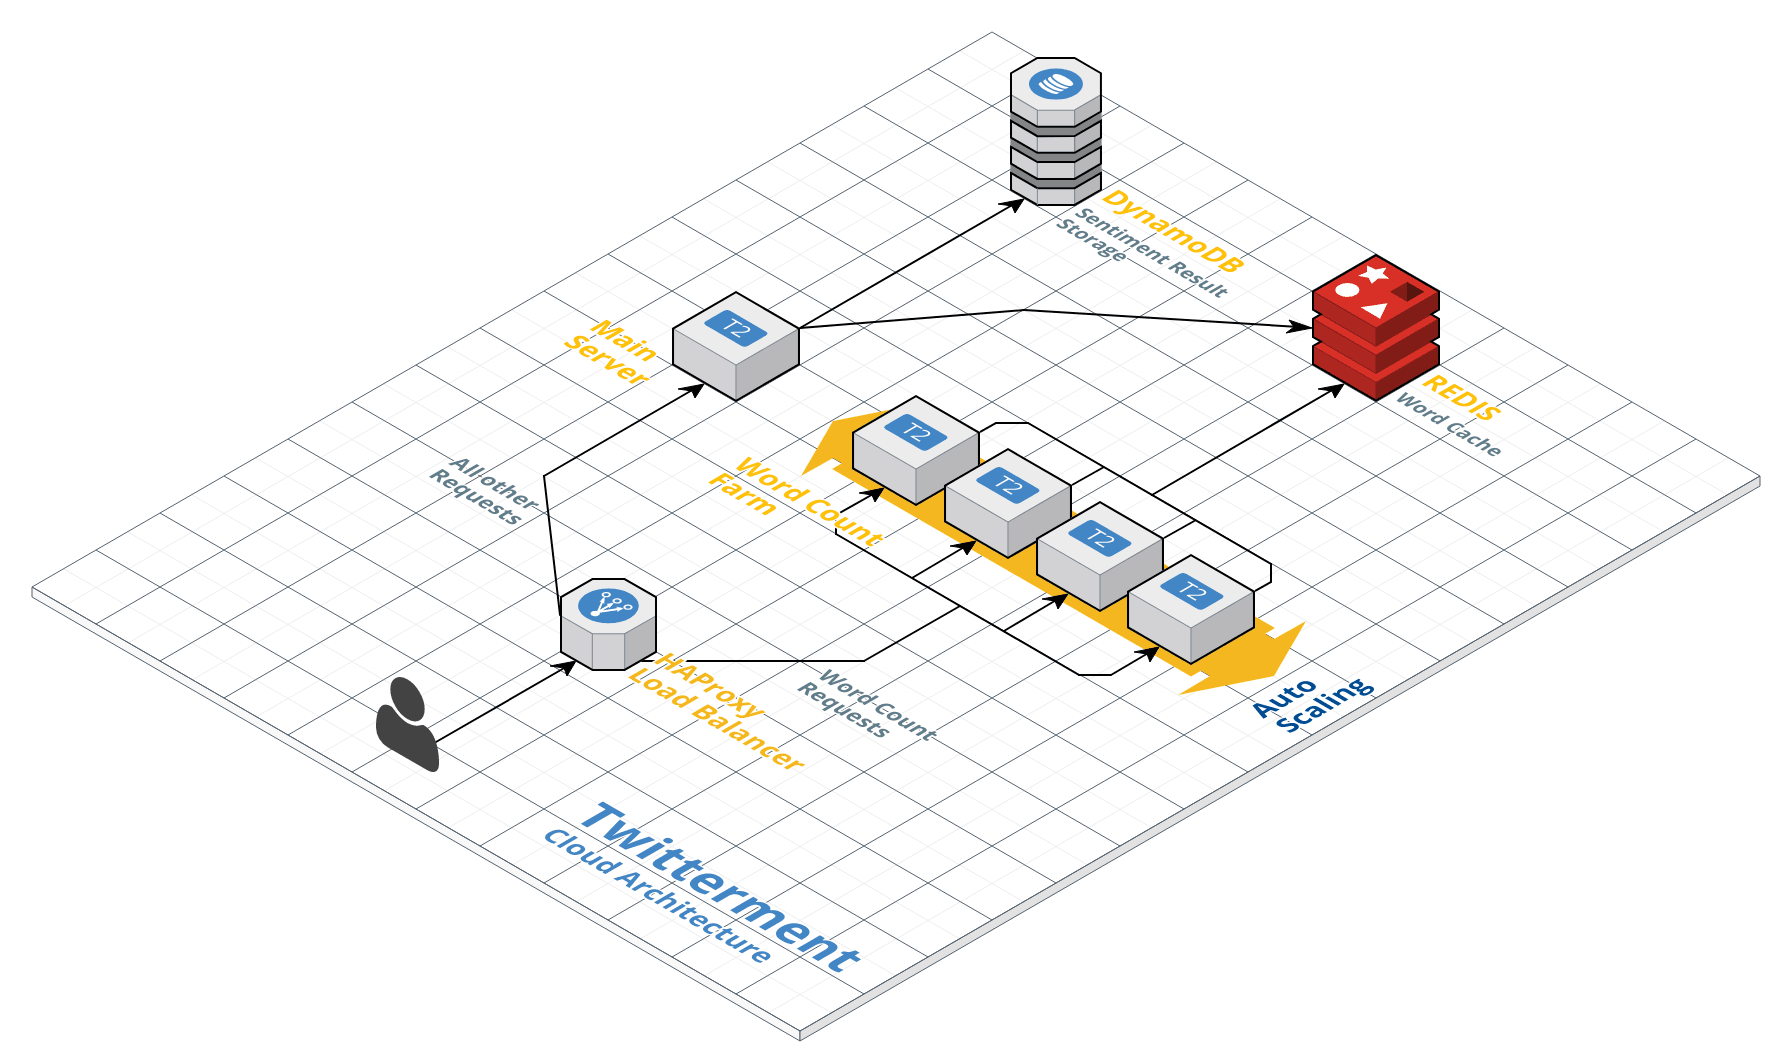 DynamoDB
Sentiment Result
Storage
T2
Main
Server
REDIS
Word Cache
T2
T2
T2
T2
Word Count
Farm
All other
Requests
HAProxy
Load Balancer
Word Count
Requests
Auto
Scaling
Twitterment
Cloud Architecture